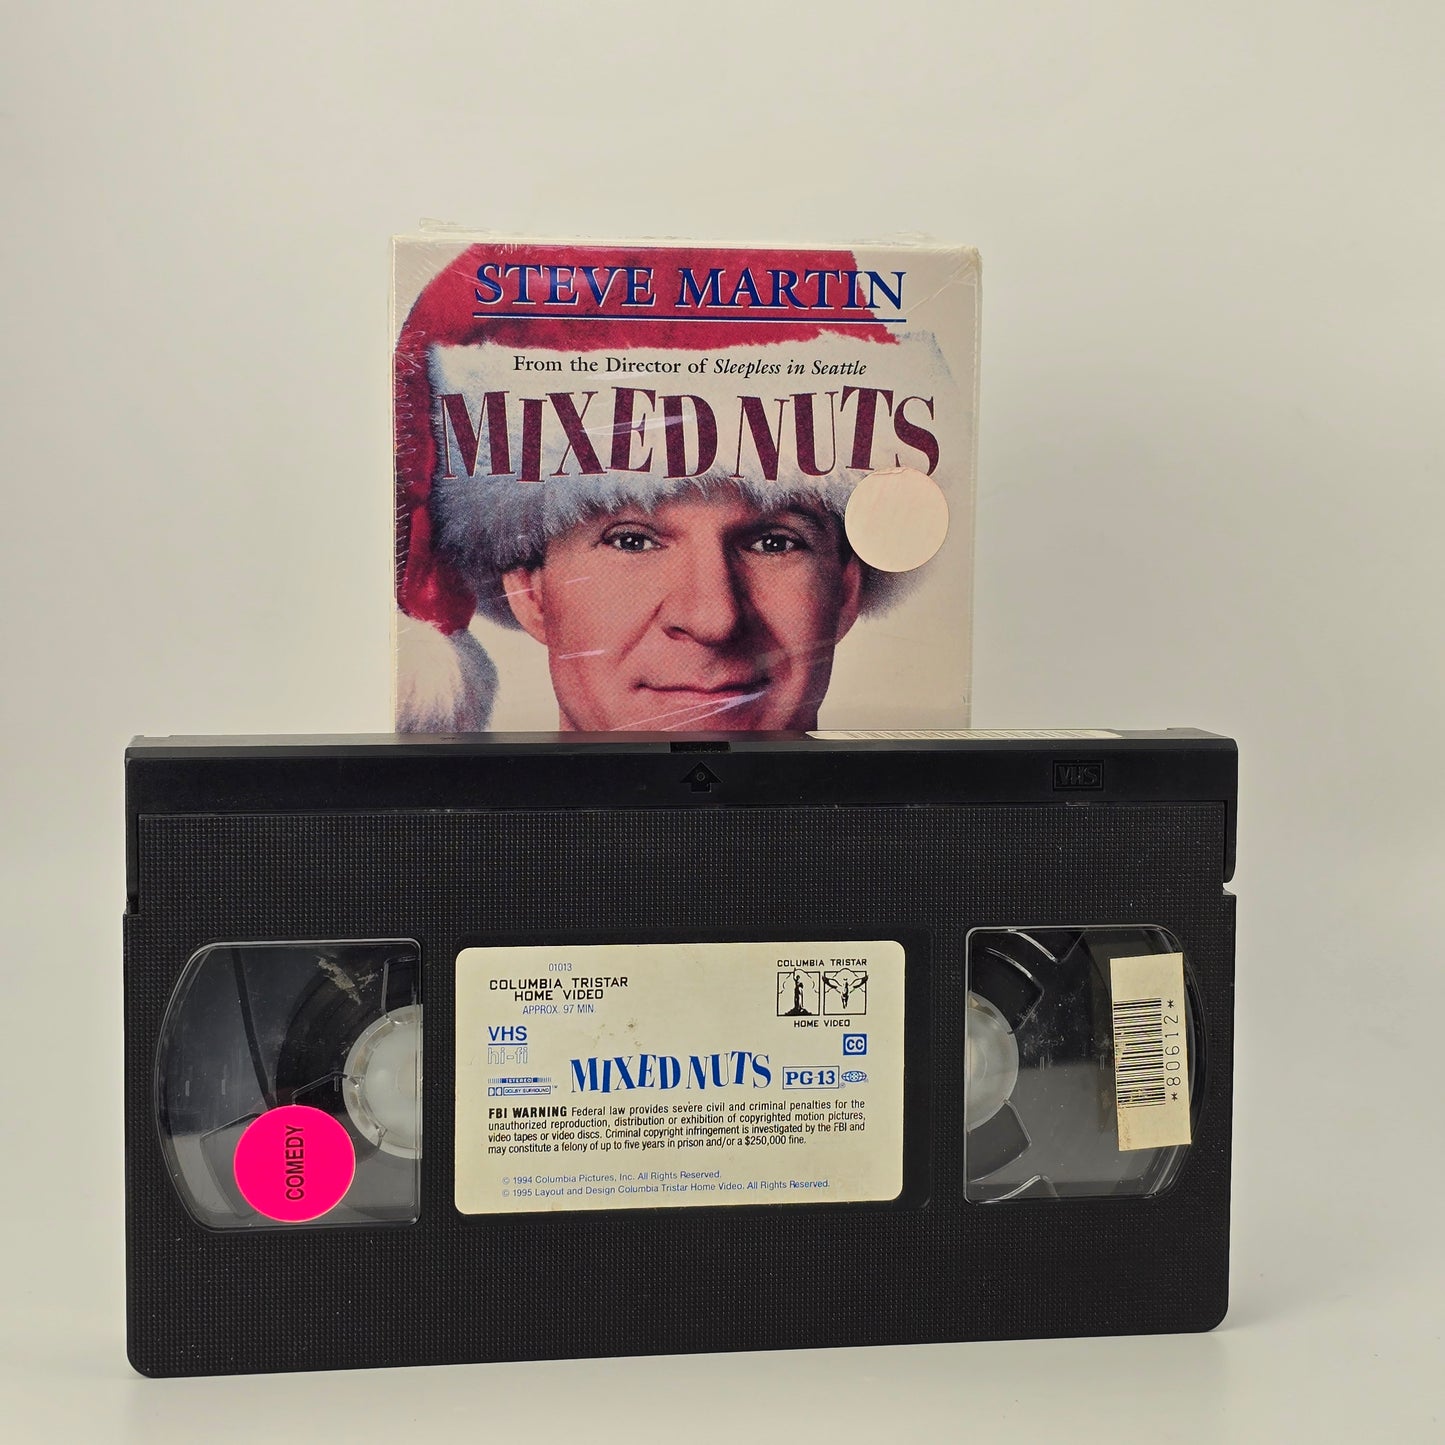 STEVE MARTIN
From the Director of Sleepless in Seattle
MIXED NUTS
VHS
01013
COLUMBIA TRISTAR
HOME VIDEO
APPROX. 97 MIN.
VHS
hi-fi
STEREO
DOLBY SURROUND
COLUMBIA TRISTAR
HOME VIDEO
CC
MIXED NUTS
PG-13
FBI WARNING Federal law provides severe civil and criminal penalties for the
unauthorized reproduction, distribution or exhibition of copyrighted motion pictures,
video tapes or video discs. Criminal copyright infringement is investigated by the FBI and
may constitute a felony of up to five years in prison and/or a $250,000 fine.
© 1994 Columbia Pictures, Inc. All Rights Reserved.
© 1995 Layout and Design Columbia Tristar Home Video. All Rights Reserved.
COMEDY
*80612*